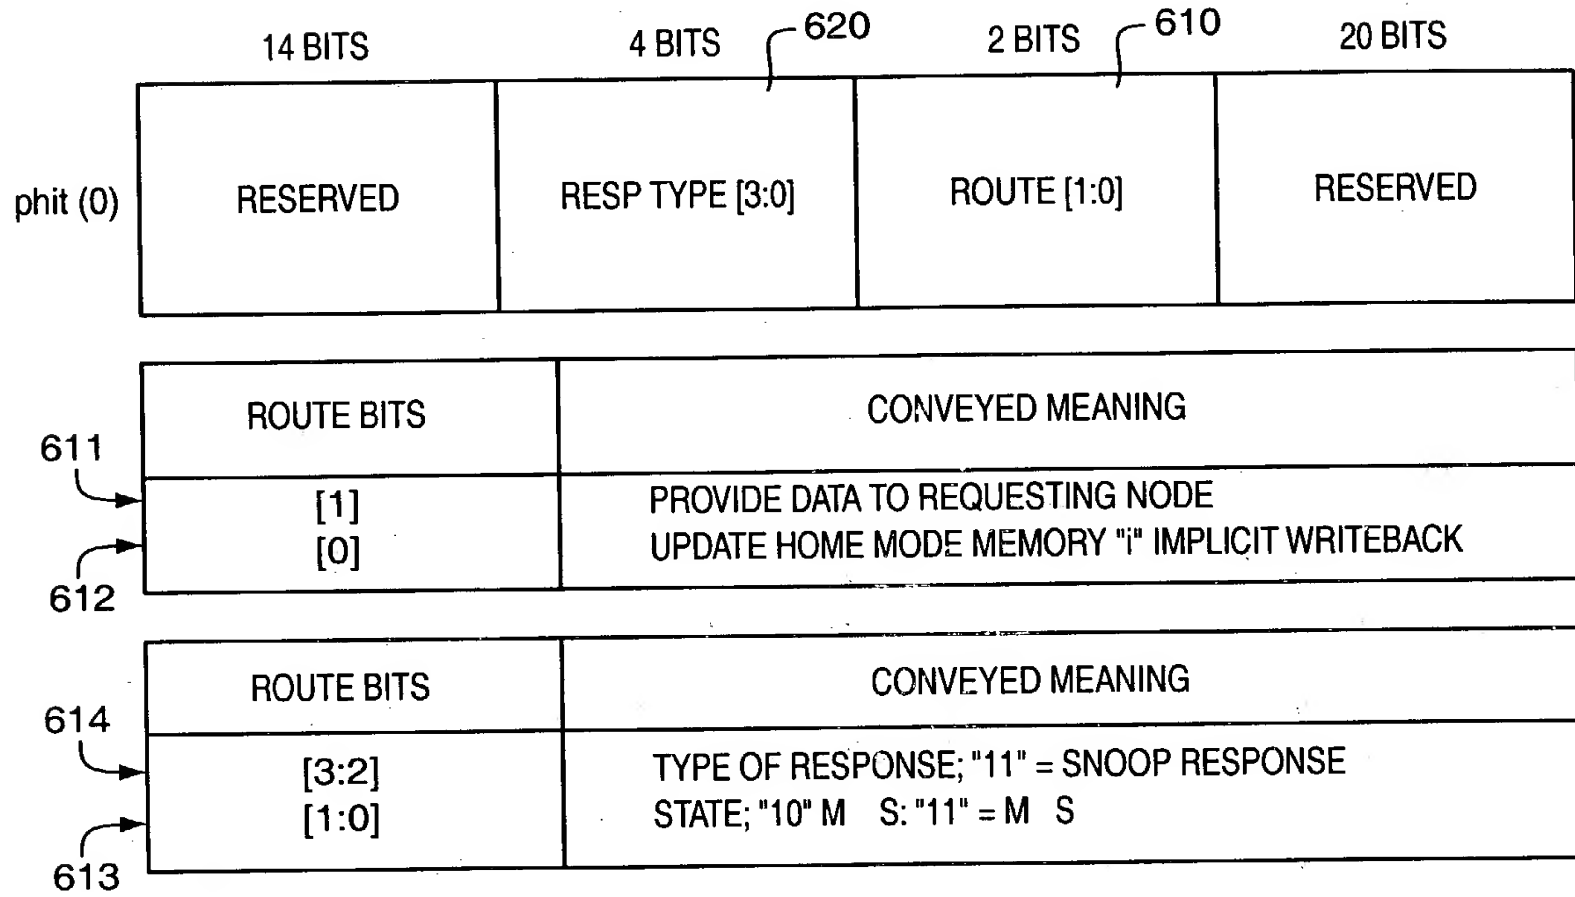 14 BITS 4 BITS 620 2 BITS 610 20 BITS
phit (0) RESERVED RESP TYPE [3:0] ROUTE [1:0] RESERVED
ROUTE BITS CONVEYED MEANING
611 [1] PROVIDE DATA TO REQUESTING NODE
612 [0] UPDATE HOME MODE MEMORY "i" IMPLICIT WRITEBACK
ROUTE BITS CONVEYED MEANING
614 [3:2] TYPE OF RESPONSE; "11" = SNOOP RESPONSE
613 [1:0] STATE; "10" M S: "11" = M S